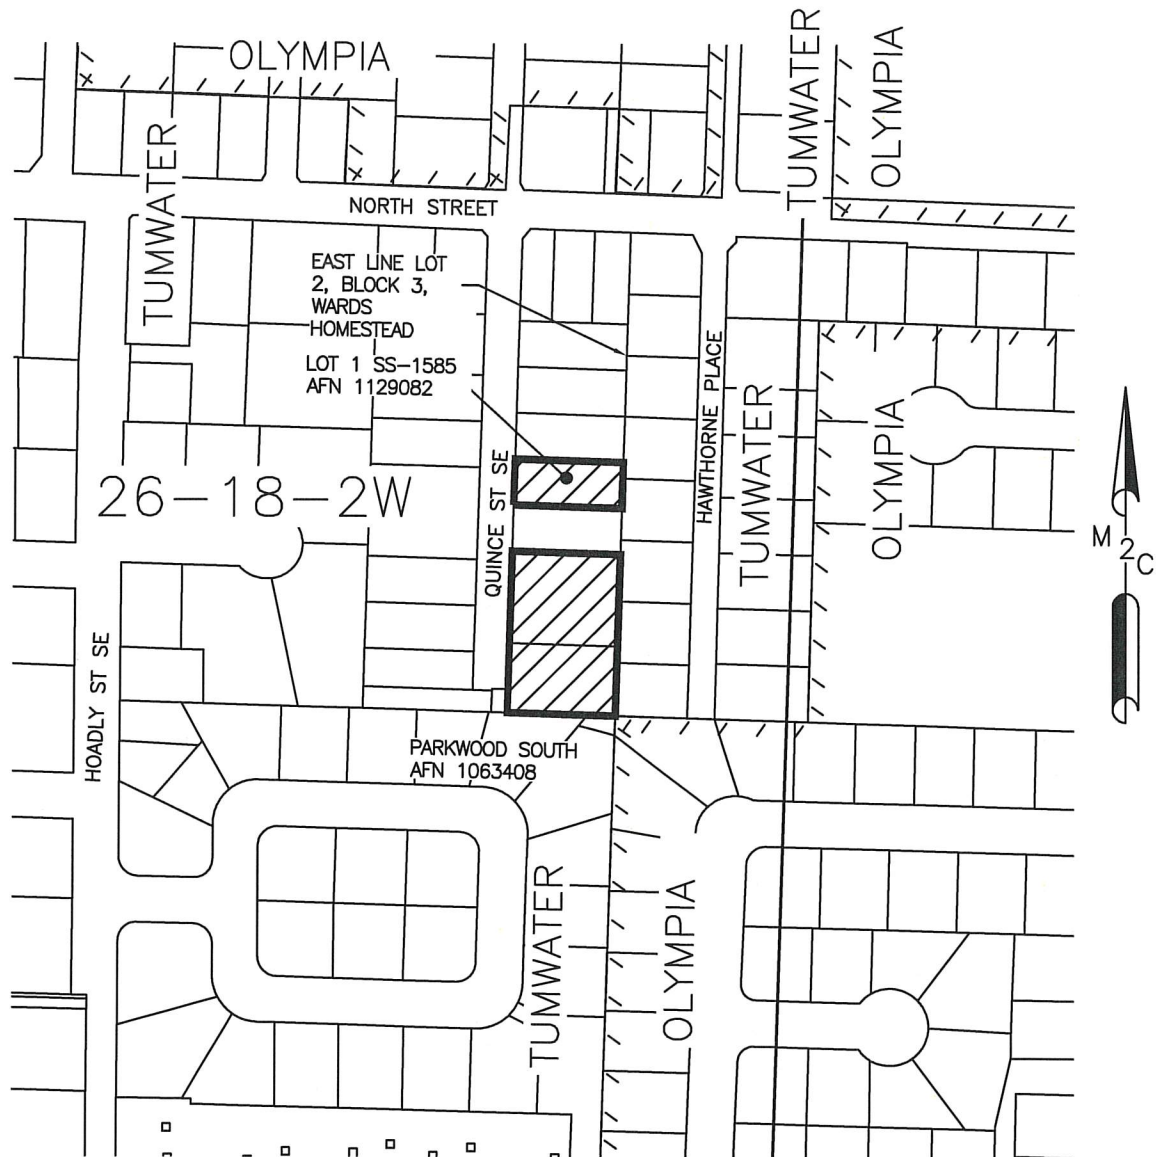 OLYMPIA
TUMWATER
OLYMPIA
TUMWATER
NORTH STREET
EAST LINE LOT
2, BLOCK 3,
WARDS
HOMESTEAD
LOT 1 SS-1585
AFN 1129082
HAWTHORNE PLACE
TUMWATER
OLYMPIA
26-18-2W
QUINCE ST SE
M2C
HOADLY ST SE
PARKWOOD SOUTH
AFN 1063408
TUMWATER
OLYMPIA